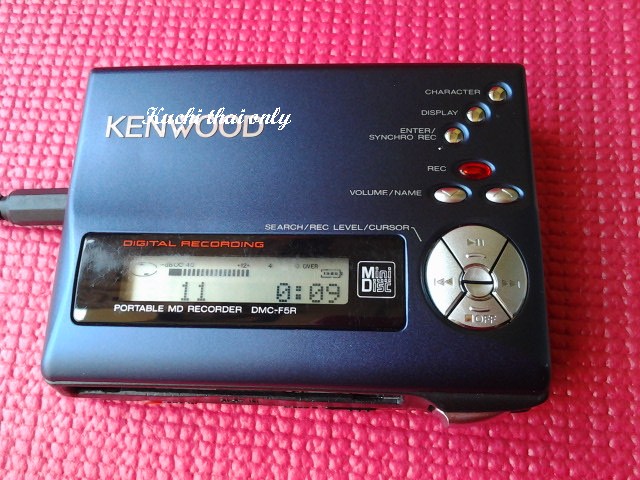 CHARACTER
DISPLAY
Kuchi thai only
KENWOOD
ENTER/
SYNCHRO REC
REC
VOLUME/NAME
SEARCH/REC LEVEL/CURSOR
DIGITAL RECORDING
OVER
11 0:09
Mini
DISC
OFF
PORTABLE MD RECORDER DMC-F5R